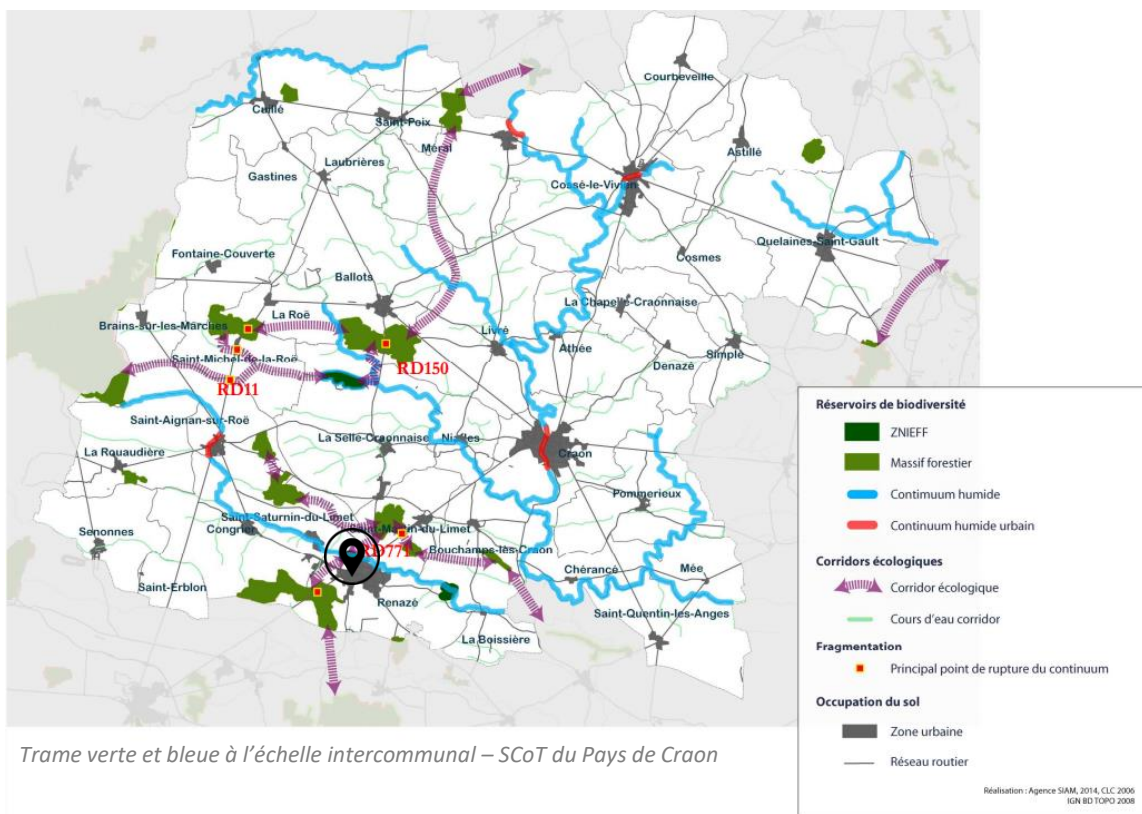 Courbeveille
Cuillé
Saint-Poix
Méral
Astillé
Laubrières
Gastines
Cossé-le-Vivien
Quelaines-Saint-Gault
Fontaine-Couverte
Cosmes
Ballots
La Chapelle-Craonnaise
La Roë
Brains-sur-les-Marches
Livré
Athée
Simplé
Saint-Michel-de-la-Roë
Denazé
RD150
RD11
Saint-Aignan-sur-Roë
La Selle-Craonnaise
Niafles
La Rouaudière
Craon
Pommerieux
Saint-Saturnin-du-Limet
Saint-Martin-du-Limet
Congrier
Senonnes
RD771
Bouchamps-lès-Craon
Chérancé
Mée
Saint-Erblon
Renazé
Saint-Quentin-les-Anges
La Boissière
Réservoirs de biodiversité
ZNIEFF
Massif forestier
Continuum humide
Continuum humide urbain
Corridors écologiques
Corridor écologique
Cours d'eau corridor
Fragmentation
Principal point de rupture du continuum
Occupation du sol
Zone urbaine
Réseau routier
Trame verte et bleue à l'échelle intercommunal – SCoT du Pays de Craon
Réalisation : Agence SIAM, 2014, CLC 2006
IGN BD TOPO 2008